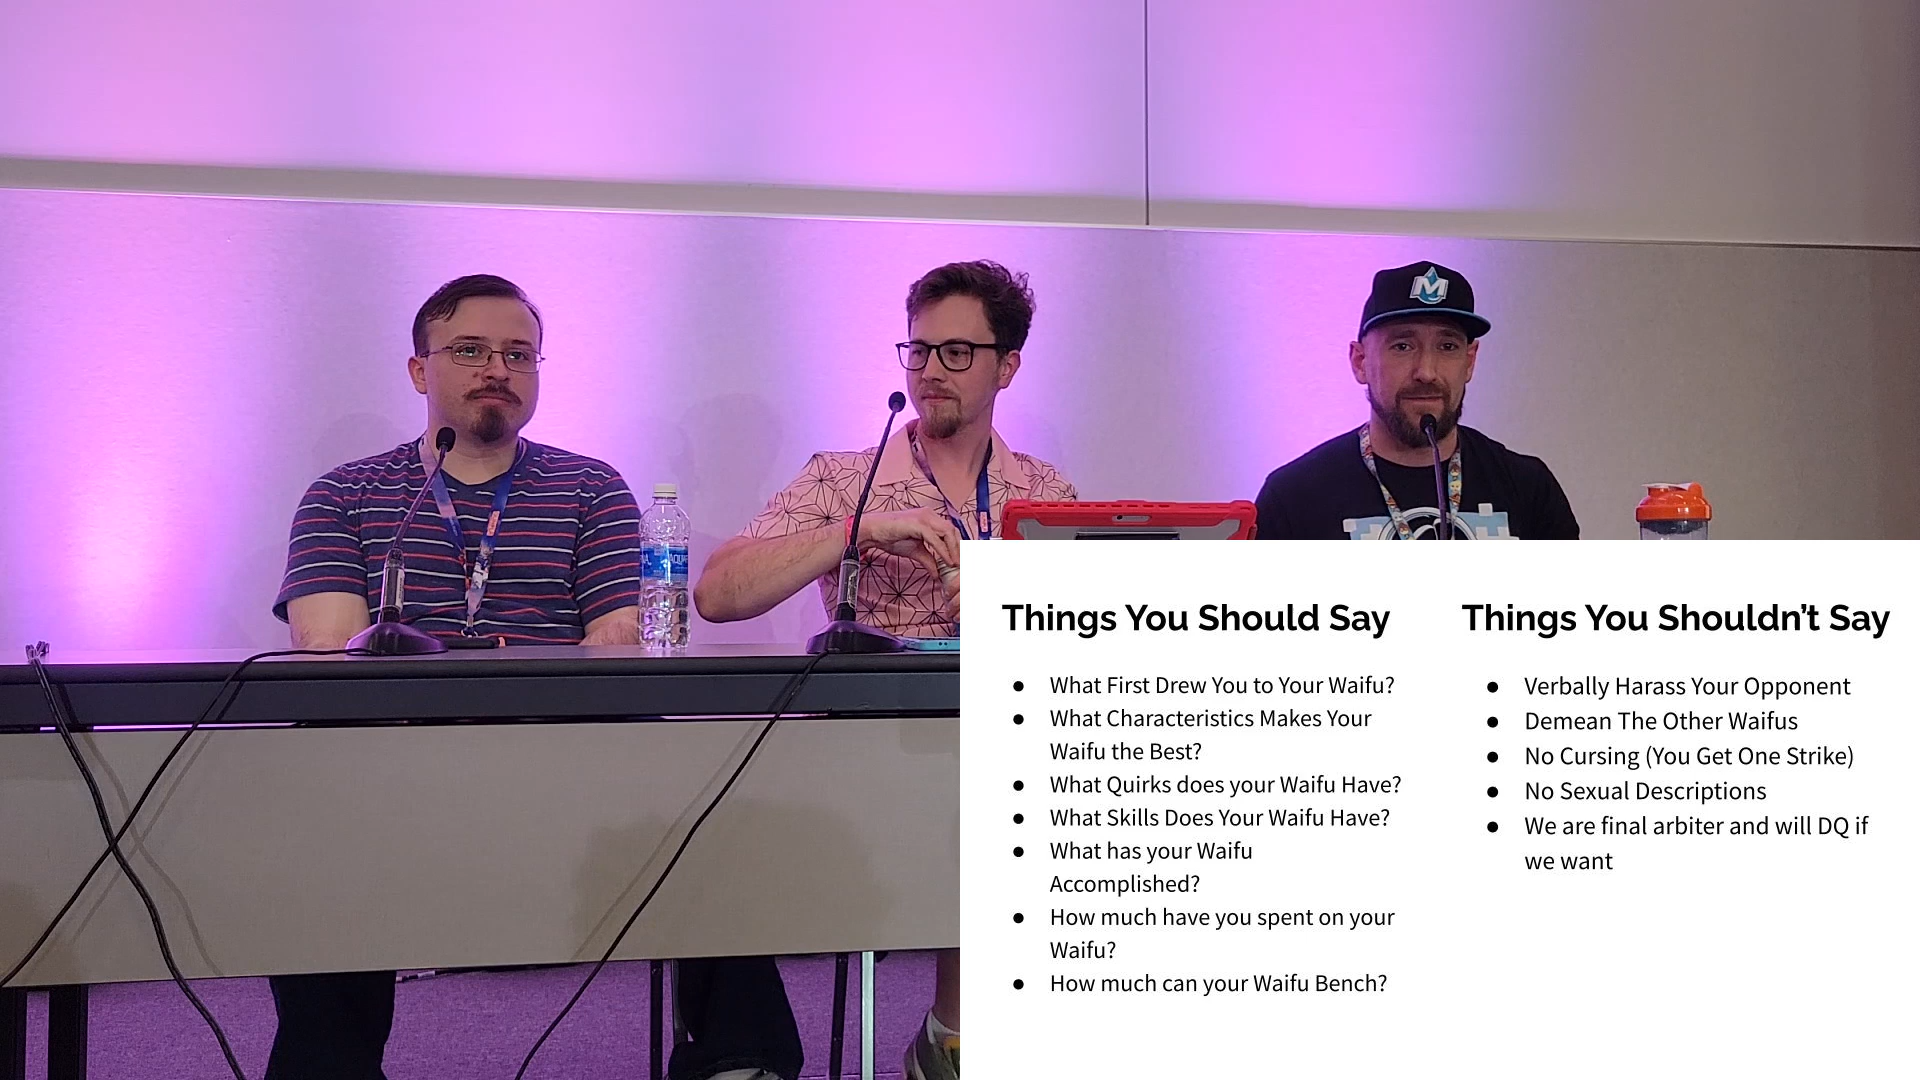 M
Things You Should Say
● What First Drew You to Your Waifu?
● What Characteristics Makes Your
Waifu the Best?
● What Quirks does your Waifu Have?
● What Skills Does Your Waifu Have?
● What has your Waifu
Accomplished?
● How much have you spent on your
Waifu?
● How much can your Waifu Bench?
Things You Shouldn’t Say
● Verbally Harass Your Opponent
● Demean The Other Waifus
● No Cursing (You Get One Strike)
● No Sexual Descriptions
● We are final arbiter and will DQ if
we want